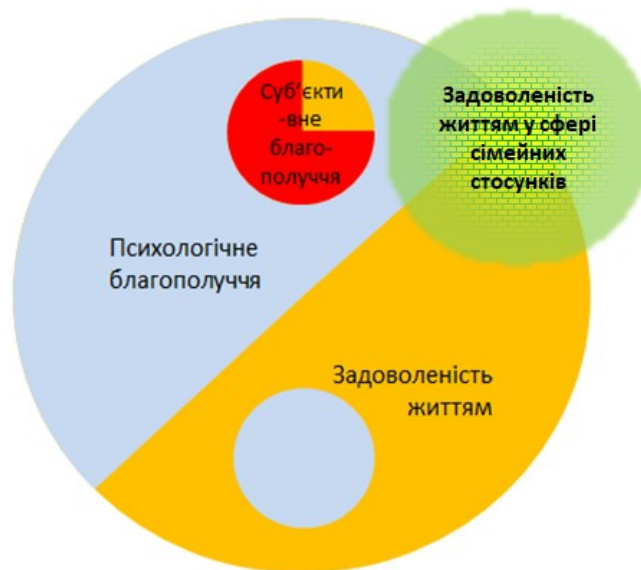 Суб’єкти
-вне
благо-
получчя
Задоволеність
життям у сфері
сімейних
стосунків
Психологічне
благополуччя
Задоволеність
життям